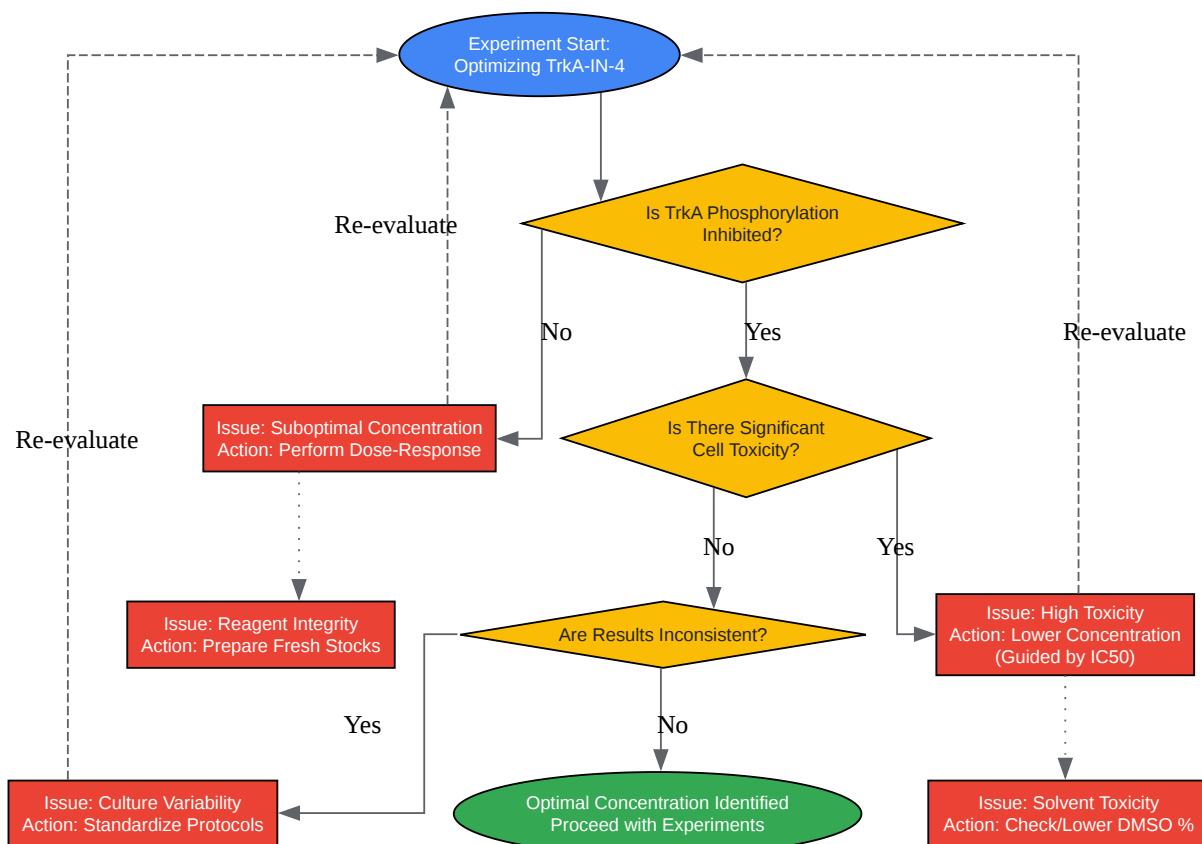 Experiment Start:
Optimizing TrkA-IN-4
Is TrkA Phosphorylation
Inhibited?
Re-evaluate
No
Yes
Re-evaluate
Issue: Suboptimal Concentration
Action: Perform Dose-Response
Is There Significant
Cell Toxicity?
Re-evaluate
No
Yes
Issue: Reagent Integrity
Action: Prepare Fresh Stocks
Are Results Inconsistent?
Issue: High Toxicity
Action: Lower Concentration
(Guided by IC50)
Yes
No
Issue: Culture Variability
Action: Standardize Protocols
Optimal Concentration Identified
Proceed with Experiments
Issue: Solvent Toxicity
Action: Check/Lower DMSO %